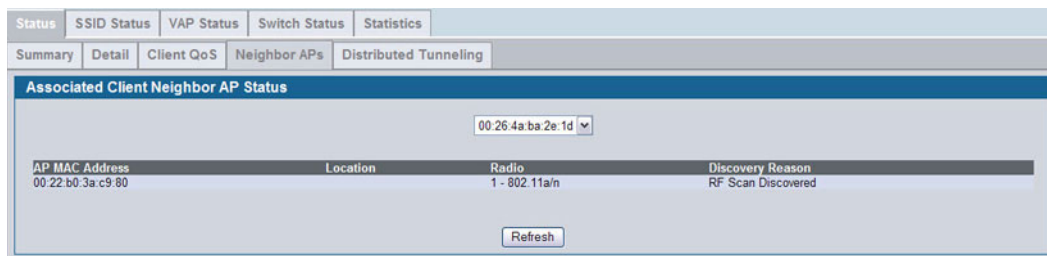 Status SSID Status VAP Status Switch Status Statistics
Summary Detail Client QoS Neighbor APs Distributed Tunneling
Associated Client Neighbor AP Status
00:26:4a:ba:2e:1d
AP MAC Address Location Radio Discovery Reason
00:22:b0:3a:c9:80 1 - 802.11a/n RF Scan Discovered
Refresh